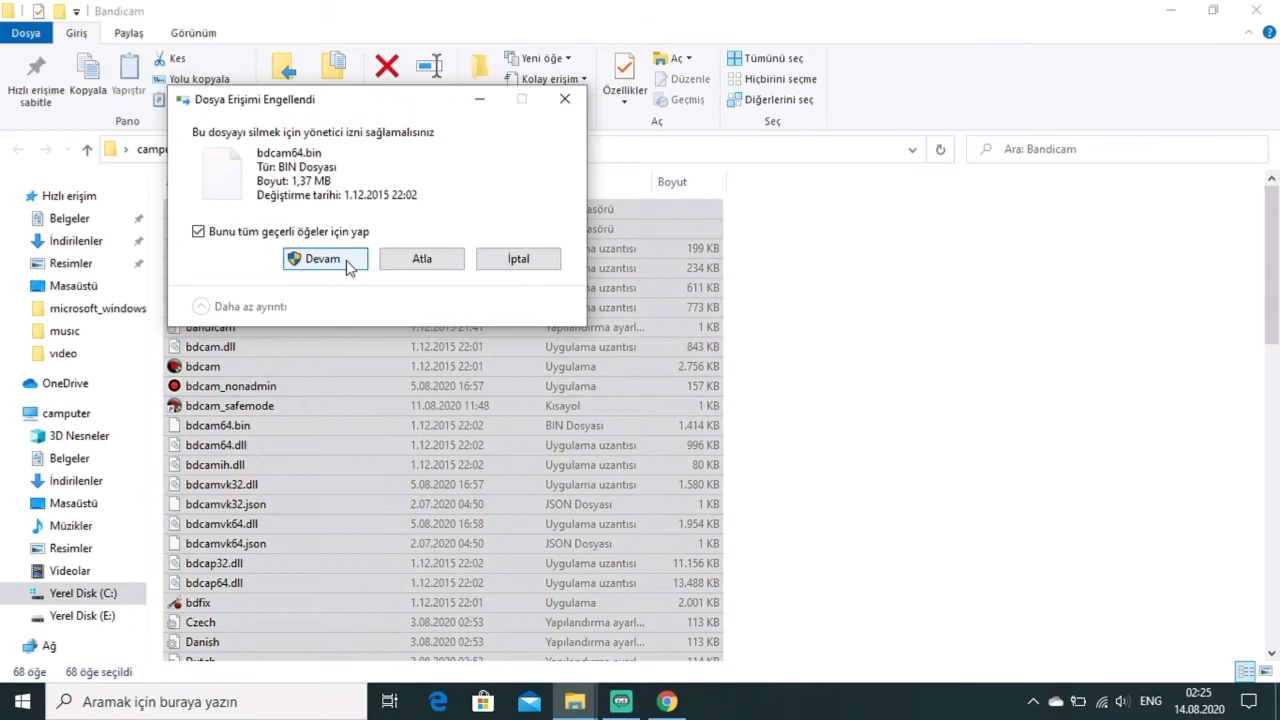 Bandicam
Dosya
Giriş
Paylaş
Görünüm
Hızlı erişime
sabitle
Kopyala
Yapıştır
Kes
Yolu kopyala
Pano
Yeni öğe
Kolay erişim
Özellikler
Aç
Düzenle
Geçmiş
Aç
Tümünü seç
Hiçbirini seçme
Diğerlerini seç
Seç
Dosya Erişimi Engellendi
Bu dosyayı silmek için yönetici izni sağlamalısınız
bdcam64.bin
Tür: BIN Dosyası
Boyut: 1,37 MB
Değiştirme tarihi: 1.12.2015 22:02
Bunu tüm geçerli öğeler için yap
Devam
Atla
İptal
Daha az ayrıntı
Ara: Bandicam
Hızlı erişim
Belgeler
İndirilenler
Resimler
Masaüstü
microsoft_windows
music
video
OneDrive
camputer
3D Nesneler
Belgeler
İndirilenler
Masaüstü
Müzikler
Resimler
Videolar
Yerel Disk (C:)
Yerel Disk (E:)
Ağ
Boyut
199 KB
234 KB
611 KB
773 KB
bandicam 1.12.2015 21:41 Yapılandırma ayarl... 1 KB
bdcam.dll 1.12.2015 22:01 Uygulama uzantısı 843 KB
bdcam 1.12.2015 22:01 Uygulama 2.756 KB
bdcam_nonadmin 5.08.2020 16:57 Uygulama 157 KB
bdcam_safemode 11.08.2020 11:48 Kısayol 1 KB
bdcam64.bin 1.12.2015 22:02 BIN Dosyası 1.414 KB
bdcam64.dll 1.12.2015 22:02 Uygulama uzantısı 996 KB
bdcamih.dll 1.12.2015 22:02 Uygulama uzantısı 80 KB
bdcamvk32.dll 5.08.2020 16:57 Uygulama uzantısı 1.580 KB
bdcamvk32.json 2.07.2020 04:50 JSON Dosyası 1 KB
bdcamvk64.dll 5.08.2020 16:58 Uygulama uzantısı 1.954 KB
bdcamvk64.json 2.07.2020 04:50 JSON Dosyası 1 KB
bdcap32.dll 1.12.2015 22:02 Uygulama uzantısı 11.156 KB
bdcap64.dll 1.12.2015 22:02 Uygulama uzantısı 13.488 KB
bdfix 1.12.2015 22:01 Uygulama 2.001 KB
Czech 3.08.2020 02:53 Yapılandırma ayarl... 113 KB
Danish 3.08.2020 02:53 Yapılandırma ayarl... 113 KB
68 öğe 68 öğe seçildi
Aramak için buraya yazın
ENG
02:25
14.08.2020